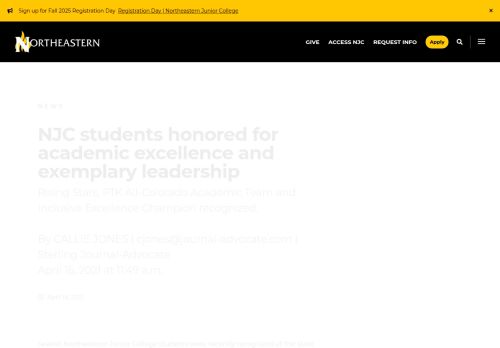 Sign up for Fall 2025 Registration Day Registration Day | Northeastern Junior College ×
NORTHEASTERN
GIVE ACCESS NJC REQUEST INFO Apply
NEWS
NJC students honored for
academic excellence and
exemplary leadership
Rising Stars, PTK All-Colorado Academic Team and
Inclusive Excellence Champion recognized
By CALLIE JONES | cjones@journal-advocate.com |
Sterling Journal-Advocate
April 16, 2021 at 11:49 a.m.
April 16, 2021